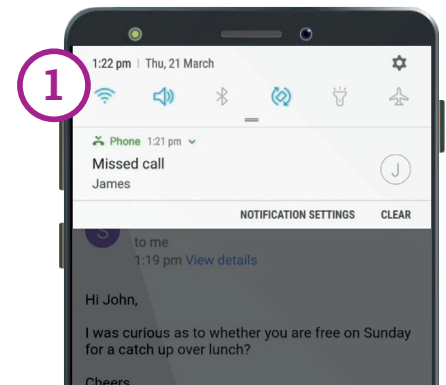 1
1:22 pm | Thu, 21 March
Phone 1:21 pm
Missed call
James
J
NOTIFICATION SETTINGS CLEAR
S
to me
1:19 pm View details
Hi John,
I was curious as to whether you are free on Sunday
for a catch up over lunch?
Cheers